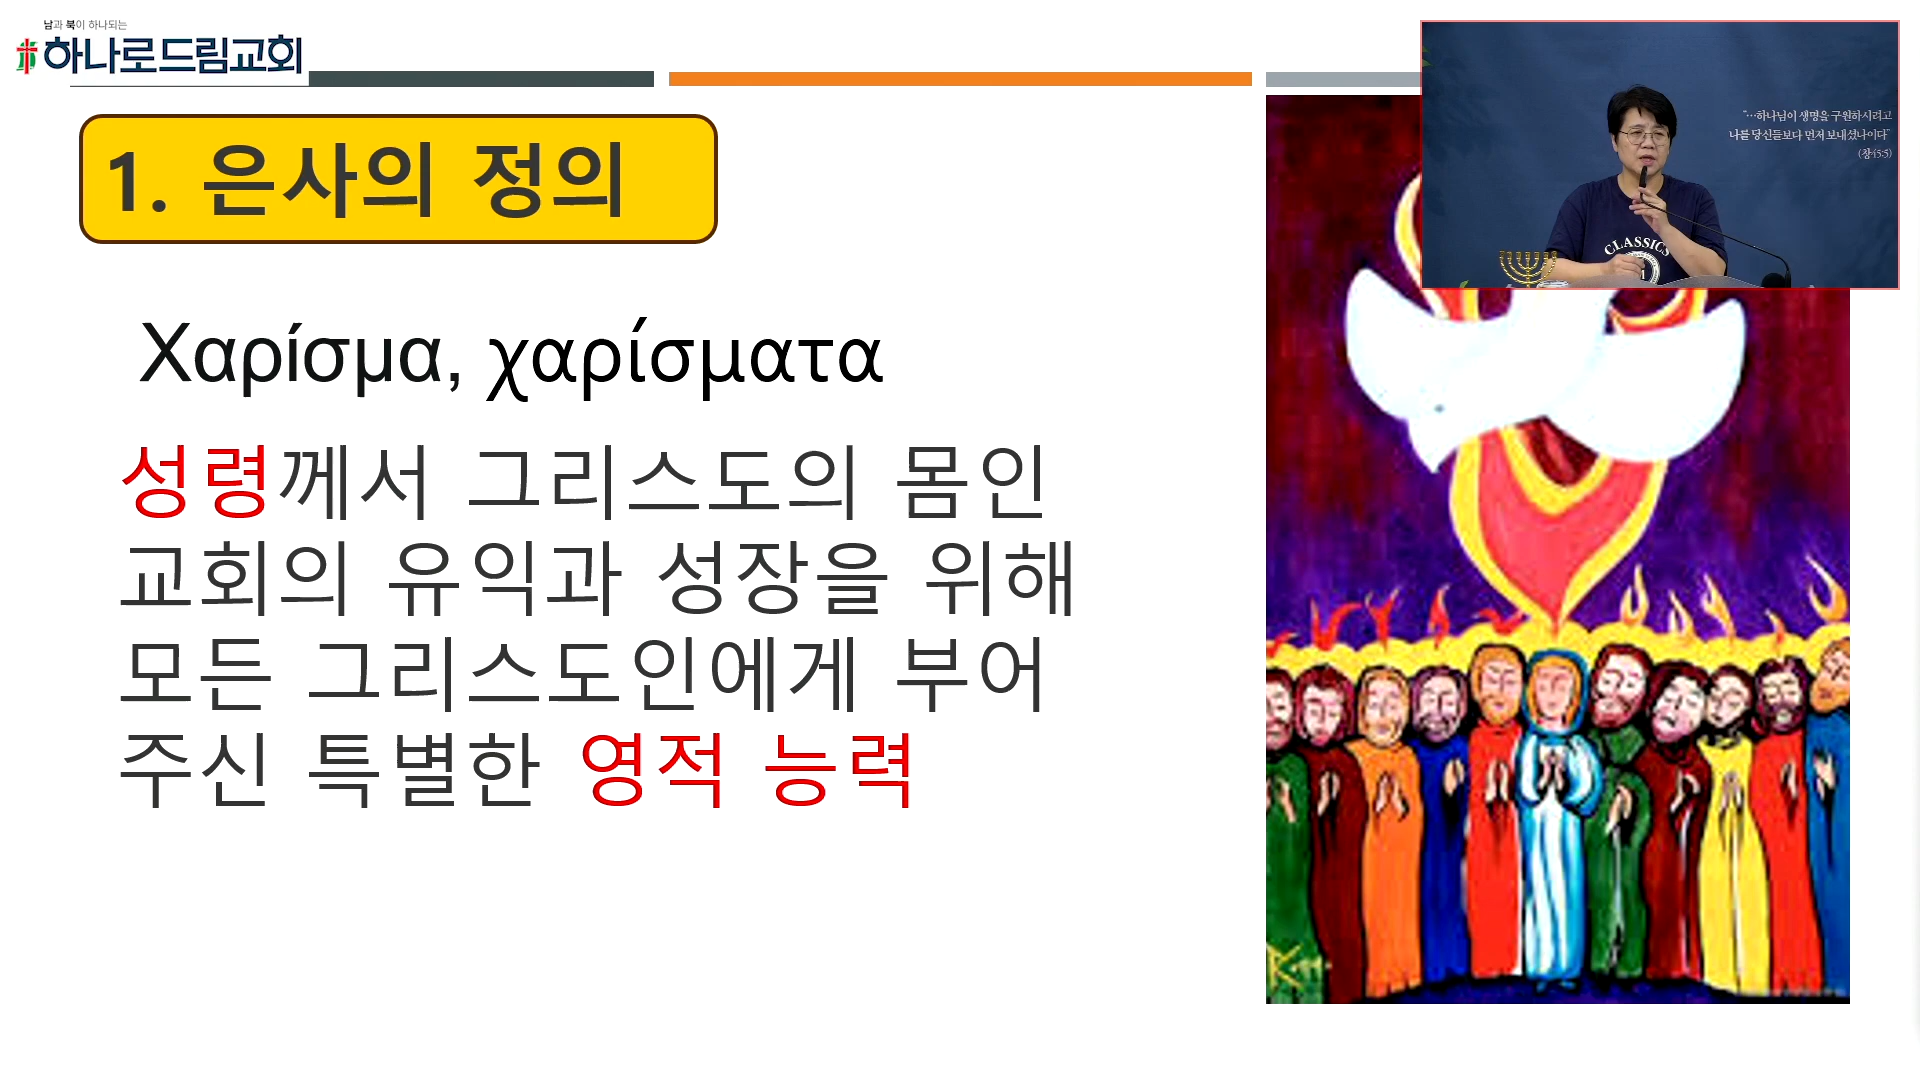 남과 북이 하나되는
하나로드림교회
1. 은사의 정의
Χαρίσμα, χαρίσματα
성령께서 그리스도의 몸인
교회의 유익과 성장을 위해
모든 그리스도인에게 부어
주신 특별한 영적 능력
“…하나님이 생명을 구원하시려고
나를 당신들보다 먼저 보내셨나이다”
(창45:5)
CLASSICS